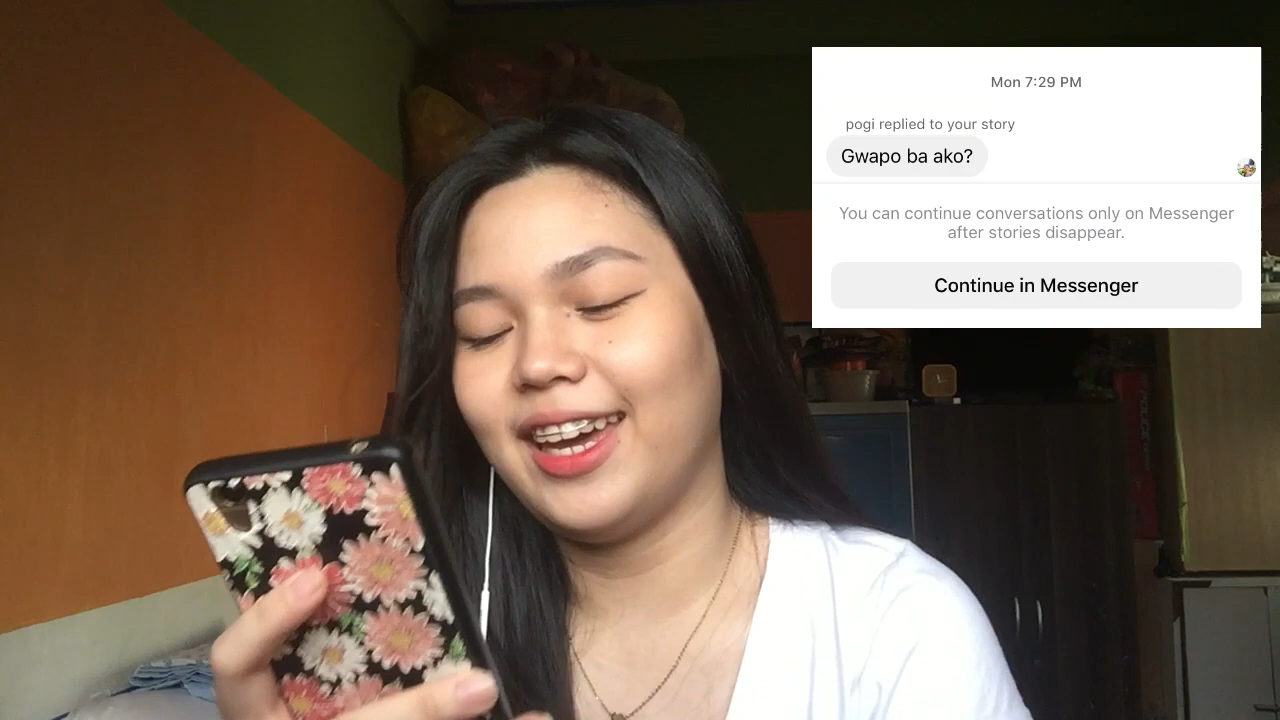 Mon 7:29 PM
pogi replied to your story
Gwapo ba ako?
You can continue conversations only on Messenger
after stories disappear.
Continue in Messenger